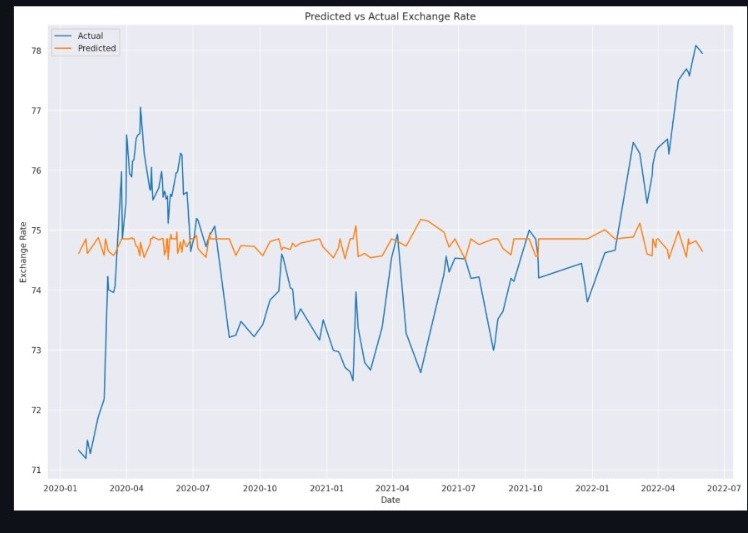 Predicted vs Actual Exchange Rate
Actual
Predicted
78
77
76
75
74
73
72
71
Exchange Rate
2020-01 2020-04 2020-07 2020-10 2021-01 2021-04 2021-07 2021-10 2022-01 2022-04 2022-07
Date